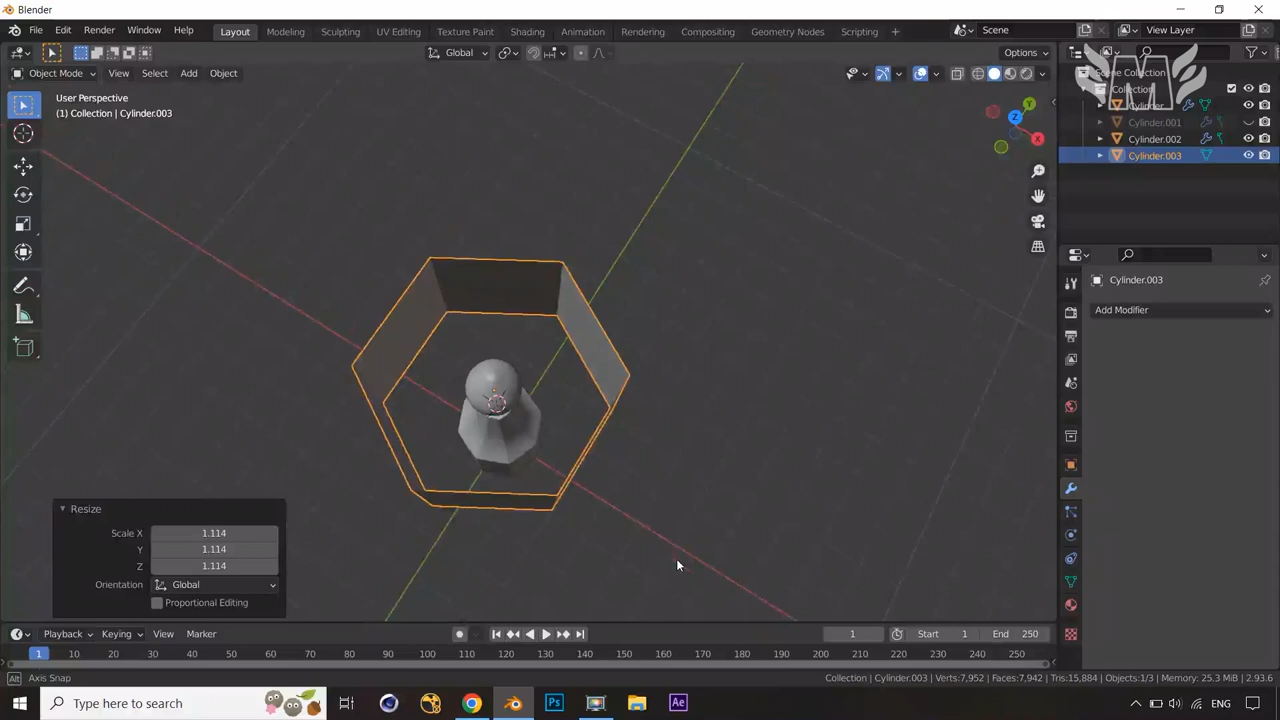 Blender
File Edit Render Window Help
Layout Modeling Sculpting UV Editing Texture Paint Shading Animation Rendering Compositing Geometry Nodes Scripting
Scene
View Layer
Global
Options
Object Mode View Select Add Object
Scene Collection
Collection
Cylinder
Cylinder.001
Cylinder.002
Cylinder.003
User Perspective
(1) Collection | Cylinder.003
Y
Z
X
Cylinder.003
Add Modifier
Resize
Scale X 1.114
Y 1.114
Z 1.114
Orientation Global
Proportional Editing
Playback Keying View Marker
1
Start 1
End 250
1 10 20 30 40 50 60 70 80 90 100 110 120 130 140 150 160 170 180 190 200 210 220 230 240 250
Alt Axis Snap
Collection | Cylinder.003 | Verts:7,952 | Faces:7,942 | Tris:15,884 | Objects:1/3 | Memory: 25.3 MiB | 2.93.6
Type here to search
Ps
Ae
ENG